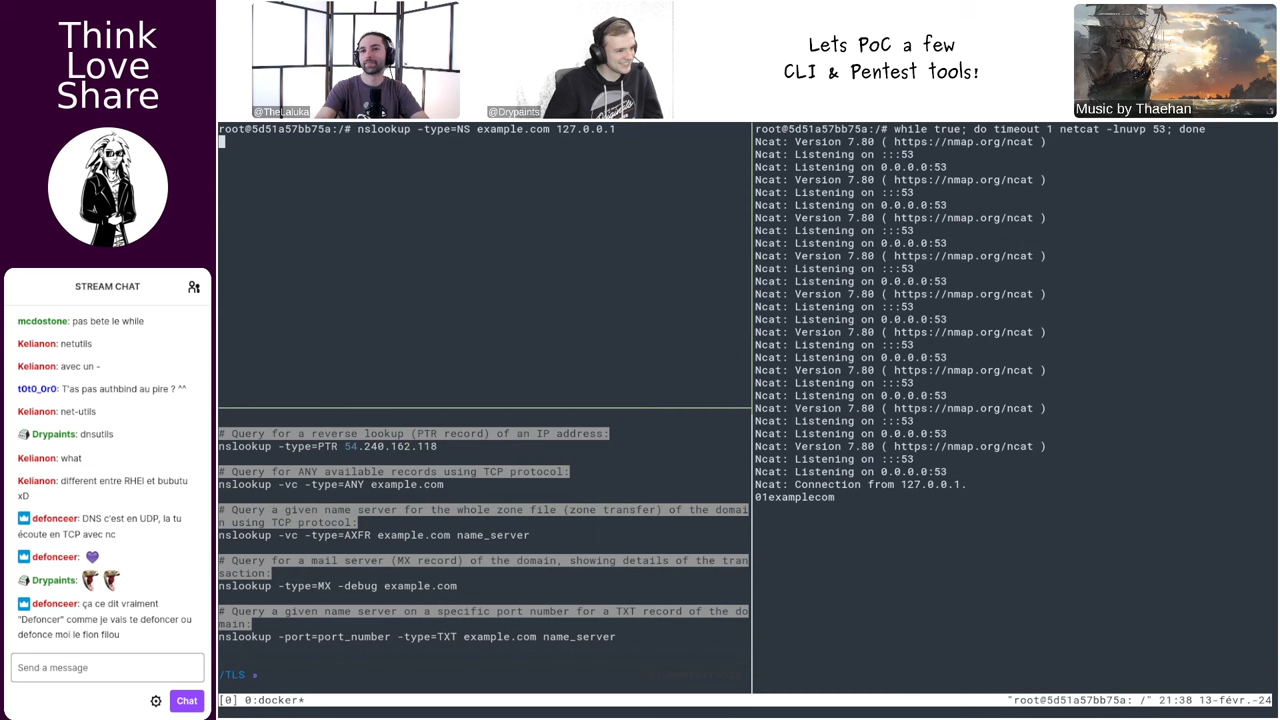 Think
Love
Share
@TheLaluka
@Drypaints
Lets PoC a few
CLI & Pentest tools!
Music by Thaehan
STREAM CHAT
mcdostone: pas bete le while
Kelianon: netutils
Kelianon: avec un -
t0t0_0r0: T'as pas authbind au pire ? ^^
Kelianon: net-utils
Drypaints: dnsutils
Kelianon: what
Kelianon: different entre RHEl et bubutu
xD
defonceer: DNS c'est en UDP, la tu
écoute en TCP avec nc
defonceer: 💜
Drypaints:
defonceer: ça ce dit vraiment
"Defoncer" comme je vais te defoncer ou
defonce moi le fion filou
Send a message
Chat
root@5d51a57bb75a:/# nslookup -type=NS example.com 127.0.0.1
# Query for a reverse lookup (PTR record) of an IP address:
nslookup -type=PTR 54.240.162.118
# Query for ANY available records using TCP protocol:
nslookup -vc -type=ANY example.com
# Query a given name server for the whole zone file (zone transfer) of the domai
n using TCP protocol:
nslookup -vc -type=AXFR example.com name_server
# Query for a mail server (MX record) of the domain, showing details of the tran
saction:
nslookup -type=MX -debug example.com
# Query a given name server on a specific port number for a TXT record of the do
main:
nslookup -port=port_number -type=TXT example.com name_server
/TLS »
root@5d51a57bb75a:/# while true; do timeout 1 netcat -lnuvp 53; done
Ncat: Version 7.80 ( https://nmap.org/ncat )
Ncat: Listening on :::53
Ncat: Listening on 0.0.0.0:53
Ncat: Version 7.80 ( https://nmap.org/ncat )
Ncat: Listening on :::53
Ncat: Listening on 0.0.0.0:53
Ncat: Version 7.80 ( https://nmap.org/ncat )
Ncat: Listening on :::53
Ncat: Listening on 0.0.0.0:53
Ncat: Version 7.80 ( https://nmap.org/ncat )
Ncat: Listening on :::53
Ncat: Listening on 0.0.0.0:53
Ncat: Version 7.80 ( https://nmap.org/ncat )
Ncat: Listening on :::53
Ncat: Listening on 0.0.0.0:53
Ncat: Version 7.80 ( https://nmap.org/ncat )
Ncat: Listening on :::53
Ncat: Listening on 0.0.0.0:53
Ncat: Version 7.80 ( https://nmap.org/ncat )
Ncat: Listening on :::53
Ncat: Listening on 0.0.0.0:53
Ncat: Version 7.80 ( https://nmap.org/ncat )
Ncat: Listening on :::53
Ncat: Listening on 0.0.0.0:53
Ncat: Version 7.80 ( https://nmap.org/ncat )
Ncat: Listening on :::53
Ncat: Listening on 0.0.0.0:53
Ncat: Connection from 127.0.0.1.
01examplecom
[0] 0:docker*
"root@5d51a57bb75a: /" 21:38 13-févr.-24